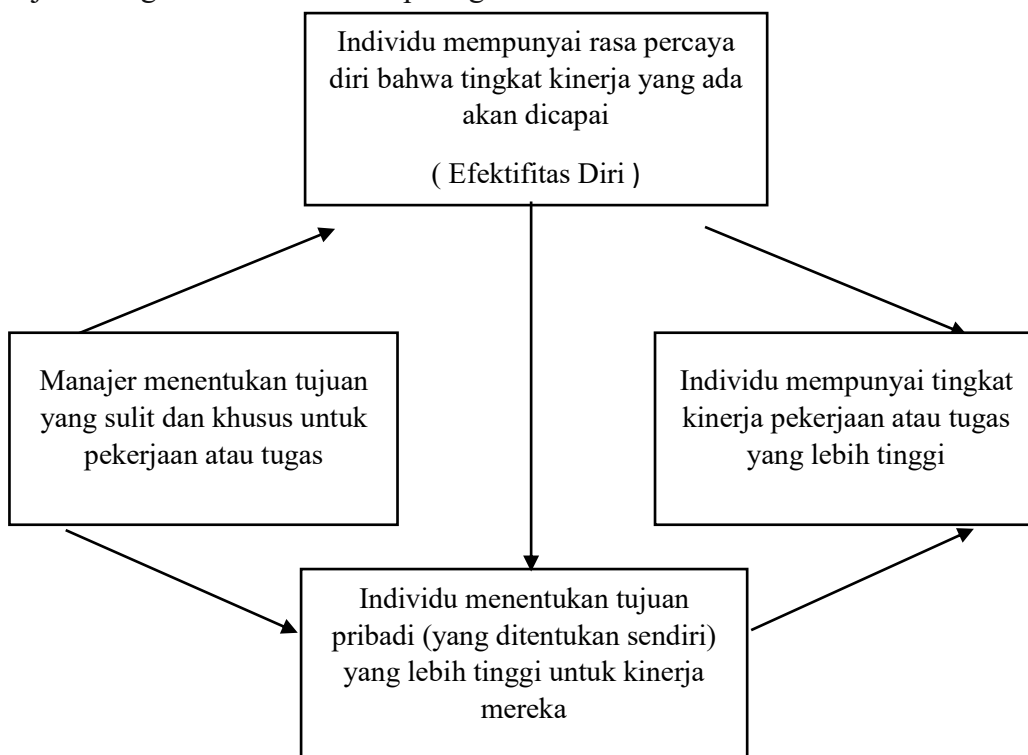 Individu mempunyai rasa percaya
diri bahwa tingkat kinerja yang ada
akan dicapai
( Efektifitas Diri )
Manajer menentukan tujuan
yang sulit dan khusus untuk
pekerjaan atau tugas
Individu mempunyai tingkat
kinerja pekerjaan atau tugas
yang lebih tinggi
Individu menentukan tujuan
pribadi (yang ditentukan sendiri)
yang lebih tinggi untuk kinerja
mereka